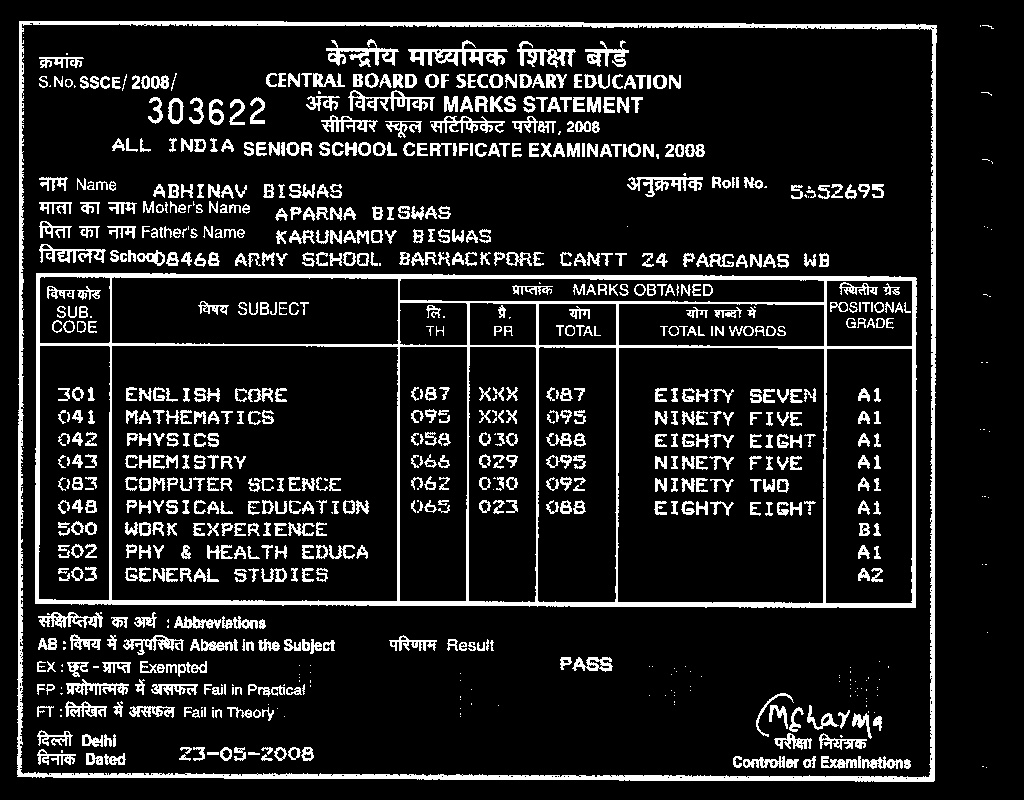 क्रमांक
S.No. SSCE/ 2008/
303622
केन्द्रीय माध्यमिक शिक्षा बोर्ड
CENTRAL BOARD OF SECONDARY EDUCATION
अंक विवरणिका MARKS STATEMENT
सीनियर स्कूल सर्टिफिकेट परीक्षा, 2008
ALL INDIA SENIOR SCHOOL CERTIFICATE EXAMINATION, 2008
नाम Name ABHINAV BISWAS अनुक्रमांक Roll No. 5652695
माता का नाम Mother's Name APARNA BISWAS
पिता का नाम Father's Name KARUNAMOY BISWAS
विद्यालय School 08468 ARMY SCHOOL BARRACKPORE CANTT 24 PARGANAS WB
विषय कोड SUB. CODE विषय SUBJECT प्राप्तांक MARKS OBTAINED स्थितीय ग्रेड POSITIONAL GRADE
लि. TH प्रै. PR योग TOTAL योग शब्दो में TOTAL IN WORDS
301 ENGLISH CORE 087 XXX 087 EIGHTY SEVEN A1
041 MATHEMATICS 095 XXX 095 NINETY FIVE A1
042 PHYSICS 058 030 088 EIGHTY EIGHT A1
043 CHEMISTRY 066 029 095 NINETY FIVE A1
083 COMPUTER SCIENCE 062 030 092 NINETY TWO A1
048 PHYSICAL EDUCATION 065 023 088 EIGHTY EIGHT A1
500 WORK EXPERIENCE B1
502 PHY & HEALTH EDUCA A1
503 GENERAL STUDIES A2
संक्षिप्तियों का अर्थ : Abbreviations
AB : विषय में अनुपस्थित Absent in the Subject परिणाम Result
EX : छूट - प्राप्त Exempted PASS
FP : प्रयोगात्मक में असफल Fail in Practical
FT : लिखित में असफल Fail in Theory
MCharma
दिल्ली Delhi परीक्षा नियंत्रक
दिनांक Dated 23-05-2008 Controller of Examinations